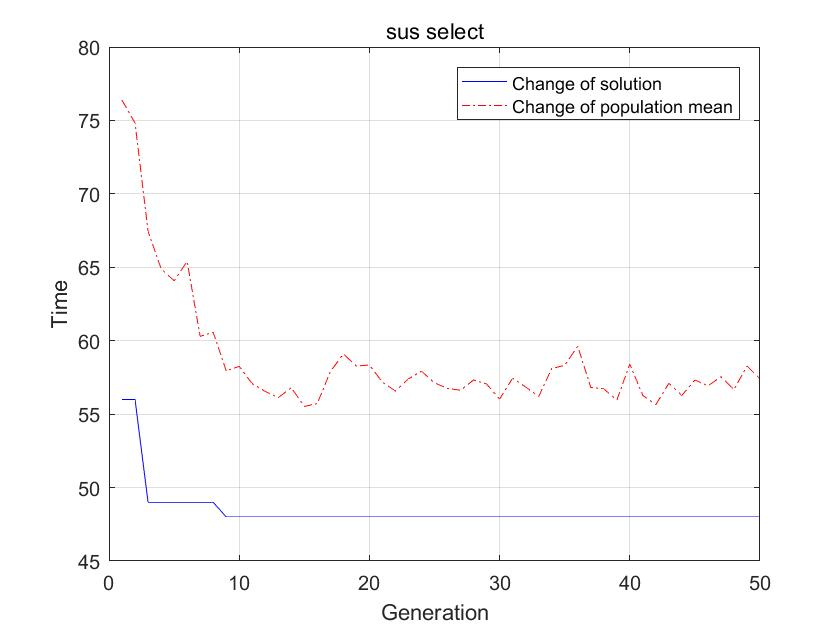 sus select
Change of solution
Change of population mean
80
75
70
65
60
55
50
45
Time
0 10 20 30 40 50
Generation